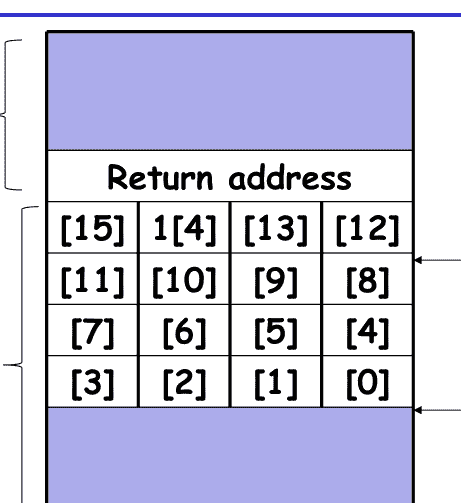 Return address
[15] 1[4] [13] [12]
[11] [10] [9] [8]
[7] [6] [5] [4]
[3] [2] [1] [0]